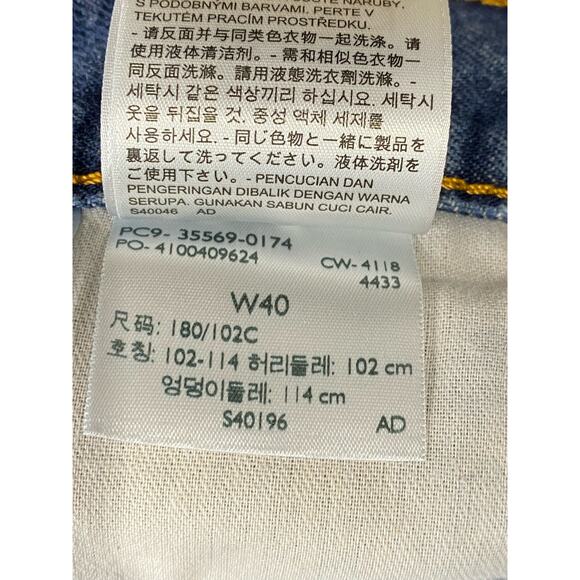 S PODOBNÝMI BARVAMI. PERTE V
TEKUTÉM PRACÍM PROSTŘEDKU.
- 请反面并与同类色衣物一起洗涤. 请
使用液体清洁剂. - 需和相似色衣物一
同反面洗滌. 請用液態洗衣劑洗滌. -
세탁시 같은 색상끼리 하십시요. 세탁시
옷을 뒤집을 것. 중성 액체 세제를
사용하세요. - 同じ色物と一緒に製品を
裏返して洗ってください. 液体洗剤を
ご使用下さい. - PENCUCIAN DAN
PENGERINGAN DIBALIK DENGAN WARNA
SERUPA. GUNAKAN SABUN CUCI CAIR.
S40046 AD
PC9- 35569-0174
PO- 4100409624 CW-4118
4433
W40
尺码: 180/102C
호칭: 102-114 허리둘레: 102 cm
엉덩이둘레: 114 cm
S40196 AD